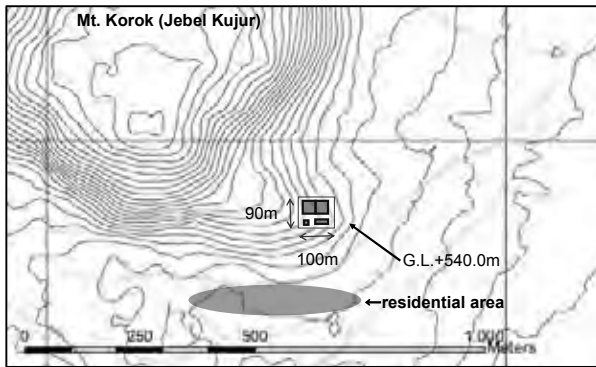 Mt. Korok (Jebel Kujur)
90m
100m
G.L.+540.0m
residential area
0 250 500 1 000
Meters